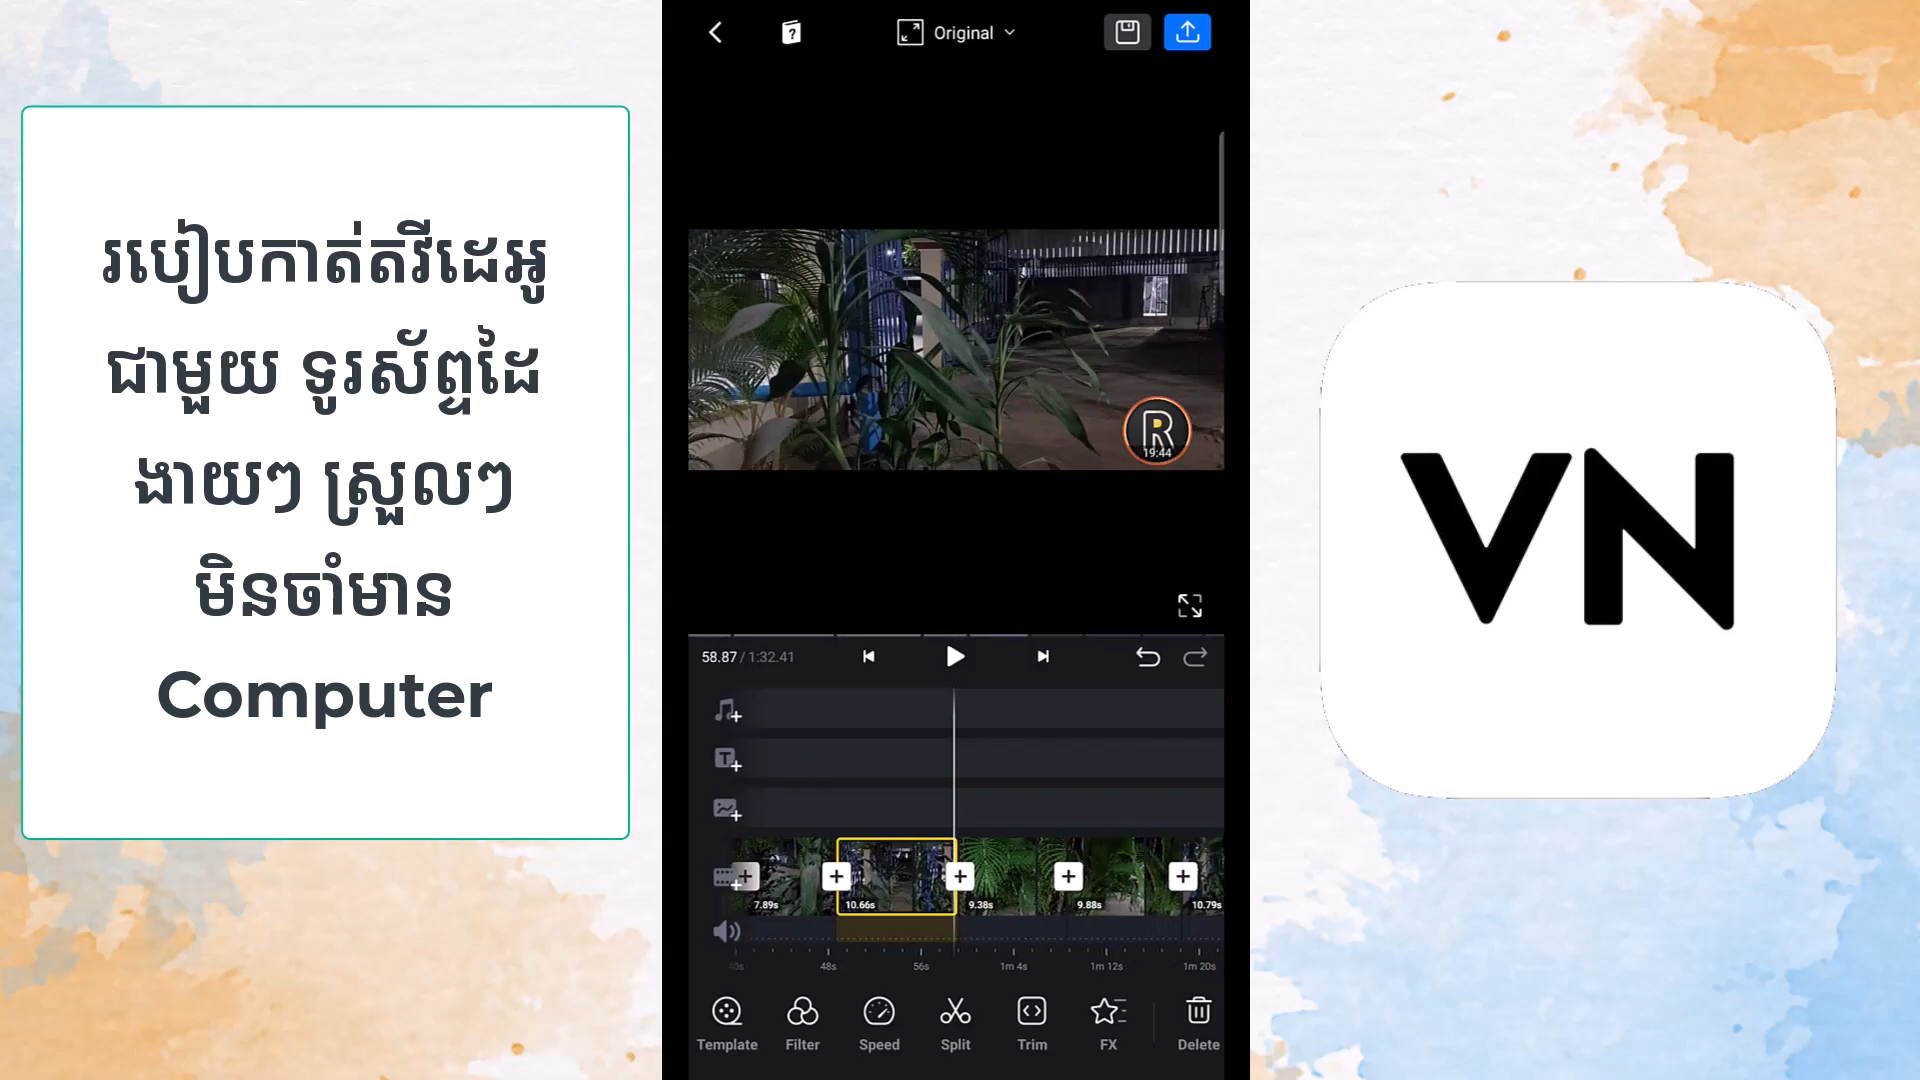 Original
របៀបកាត់តវីដេអូ
ជាមួយ ទូរស័ព្ទដៃ
ងាយៗ ស្រួលៗ
មិនចាំមាន
Computer
R
19:44
VN
58.87 / 1:32.41
7.89s 10.66s 9.38s 9.88s 10.79s
40s 48s 56s 1m 4s 1m 12s 1m 20s
Template Filter Speed Split Trim FX Delete